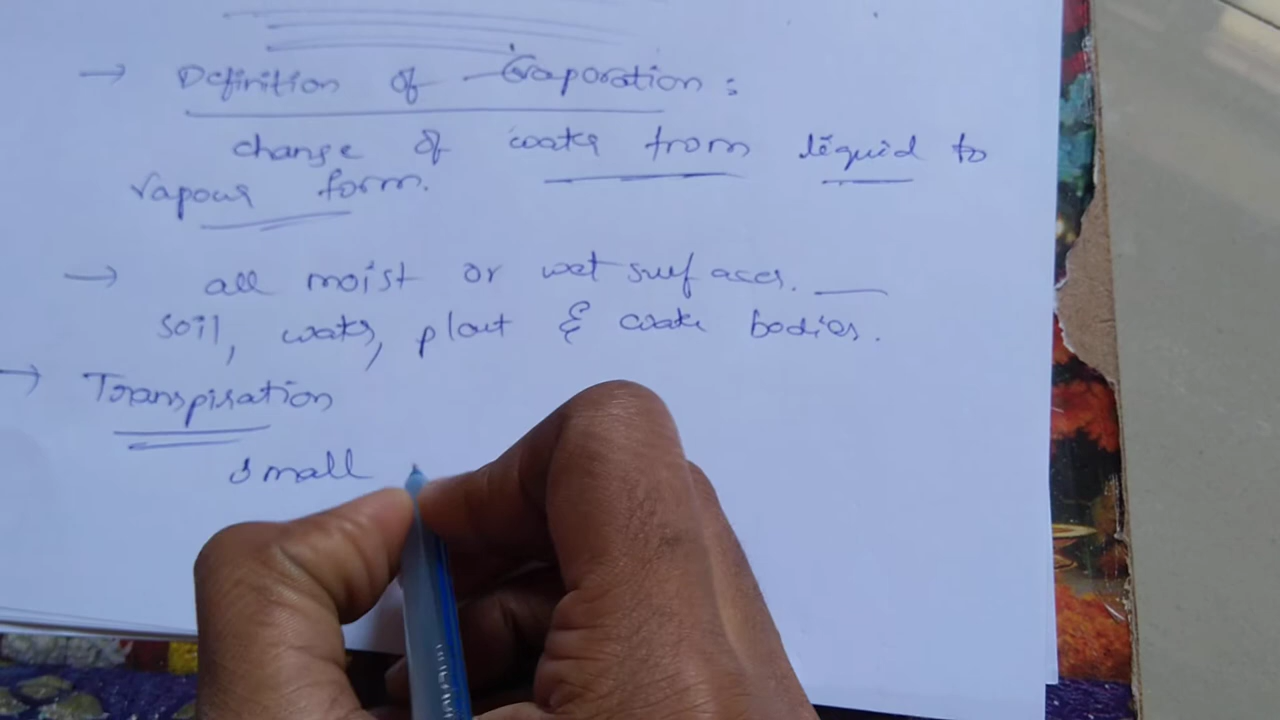 → Definition of Evaporation :
change of water from liquid to
vapour form.
→ all moist or wet surfaces. __
soil, water, plant & water bodies.
→ Transpiration
small